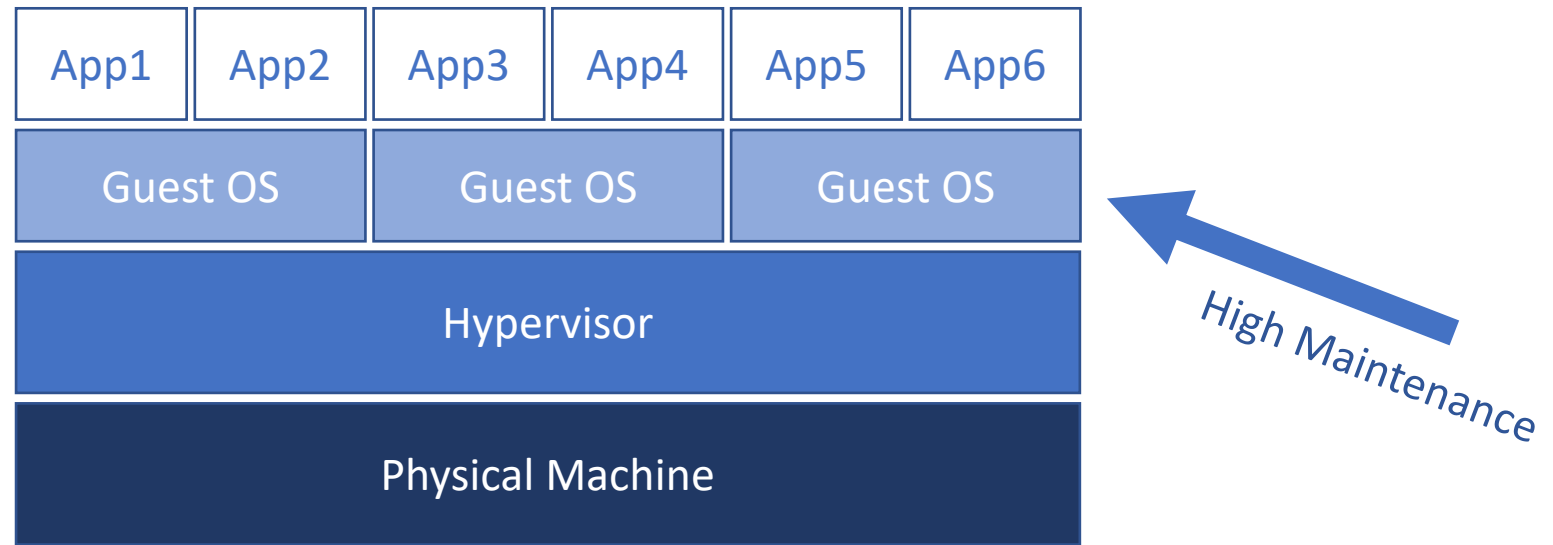 App1 App2 App3 App4 App5 App6
Guest OS Guest OS Guest OS
Hypervisor
Physical Machine
High Maintenance